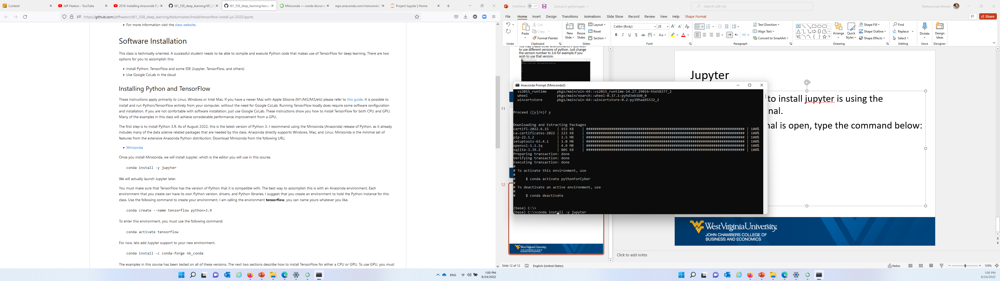 Content
Jeff Heaton - YouTube
2019: Installing Anaconda Py
t81_558_deep_learning/t81_5
t81_558_deep_learning/tensor
Miniconda — conda docume
repo.anaconda.com/miniconda/
Project Jupyter | Home
https://github.com/jeffheaton/t81_558_deep_learning/blob/master/install/tensorflow-install-jul-2020.ipynb
For more information visit the class website.
Software Installation
This class is technically oriented. A successful student needs to be able to compile and execute Python code that makes use of TensorFlow for deep learning. There are two
options for you to accomplish this:
Install Python, TensorFlow and some IDE (Jupyter, TensorFlow, and others)
Use Google CoLab in the cloud
Installing Python and TensorFlow
These instructions apply primarily to Linux, Windows or Intel Mac. If you have a newer Mac with Apple Silicone (M1/M2/M3/etc) please refer to this guide. It is possible to
install and run Python/TensorFlow entirely from your computer, without the need for Google CoLab. Running TensorFlow locally does require some software configuration
and installation. If you are not confortable with software installation, just use Google CoLab. These instructions show you how to install TensorFlow for both CPU and GPU.
Many of the examples in this class will achieve considerable performance improvement from a GPU.
The first step is to install Python 3.9. As of August 2022, this is the latest version of Python 3. I recommend using the Miniconda (Anaconda) release of Python, as it already
includes many of the data science related packages that are needed by this class. Anaconda directly supports Windows, Mac, and Linux. Miniconda is the minimal set of
features from the extensive Anaconda Python distribution. Download Miniconda from the following URL:
Miniconda
Once you install Miniconda, we will install Jupyter, which is the editor you will use in this course.
conda install -y jupyter
We will actually launch Jupyter later.
You must make sure that TensorFlow has the version of Python that it is compatible with. The best way to accomplish this is with an Anaconda environment. Each
environment that you create can have its own Python version, drivers, and Python libraries. I suggest that you create an environment to hold the Python instance for this
class. Use the following command to create your environment. I am calling the environment tensorflow, you can name yours whatever you like.
conda create --name tensorflow python=3.9
To enter this environment, you must use the following command:
conda activate tensorflow
For now, lets add Jupyter support to your new environment.
conda install -c conda-forge nb_conda
The examples in this course has been tested on all of these versions. The next two sections describe how to install TensorFlow for either a CPU or GPU. To use GPU, you must
ENG
1:00 PM
8/24/2022
AutoSave Off
Lecture 2-python.pptx
Search (Alt+Q)
Mohammad Ahmad
File Home Insert Design Transitions Animations Slide Show Record Review View Help Shape Format
Share
Undo
Paste
Cut
Copy
Format Painter
Clipboard
New Slide
Reuse Slides
Layout
Reset
Section
Slides
Calibri (Body) 28
B I U S ab AV Aa A
Font
Text Direction
Align Text
Convert to SmartArt
Paragraph
Arrange
Quick Styles
Shape Fill
Shape Outline
Shape Effects
Drawing
Find
Replace
Select
Editing
Dictate
Voice
Design Ideas
Designer
You may create other environments if you wish
to use different versions of python. Just change
the version number to 3.6 for example if you
wish to use that version.
11
12
Jupyter
to install jupyter is using the
nal.
nal is open, type the command below:
Anaconda Prompt (Miniconda3)
vs2015_runtime pkgs/main/win-64::vs2015_runtime-14.27.29016-h5e58377_2
wheel pkgs/main/noarch::wheel-0.37.1-pyhd3eb1b0_0
wincertstore pkgs/main/win-64::wincertstore-0.2-py39haa95532_2
Proceed ([y]/n)? y
Downloading and Extracting Packages
certifi-2022.6.15 | 153 KB | ############################################################################ | 100%
ca-certificates-2022 | 123 KB | ############################################################################ | 100%
pip-22.1.2 | 2.5 MB | ############################################################################ | 100%
setuptools-63.4.1 | 1.0 MB | ############################################################################ | 100%
openssl-1.1.1q | 4.8 MB | ############################################################################ | 100%
sqlite-3.39.2 | 805 KB | ############################################################################ | 100%
Preparing transaction: done
Verifying transaction: done
Executing transaction: done
#
# To activate this environment, use
#
# $ conda activate pythonForCyber
#
# To deactivate an active environment, use
#
# $ conda deactivate
(base) C:\>
(base) C:\>conda install -y jupyter
West Virginia University.
JOHN CHAMBERS COLLEGE OF
BUSINESS AND ECONOMICS
West Virginia University.
JOHN CHAMBERS COLLEGE OF
BUSINESS AND ECONOMICS
Click to add notes
Slide 12 of 12
English (United States)
Notes
105%
1:00 PM
8/24/2022